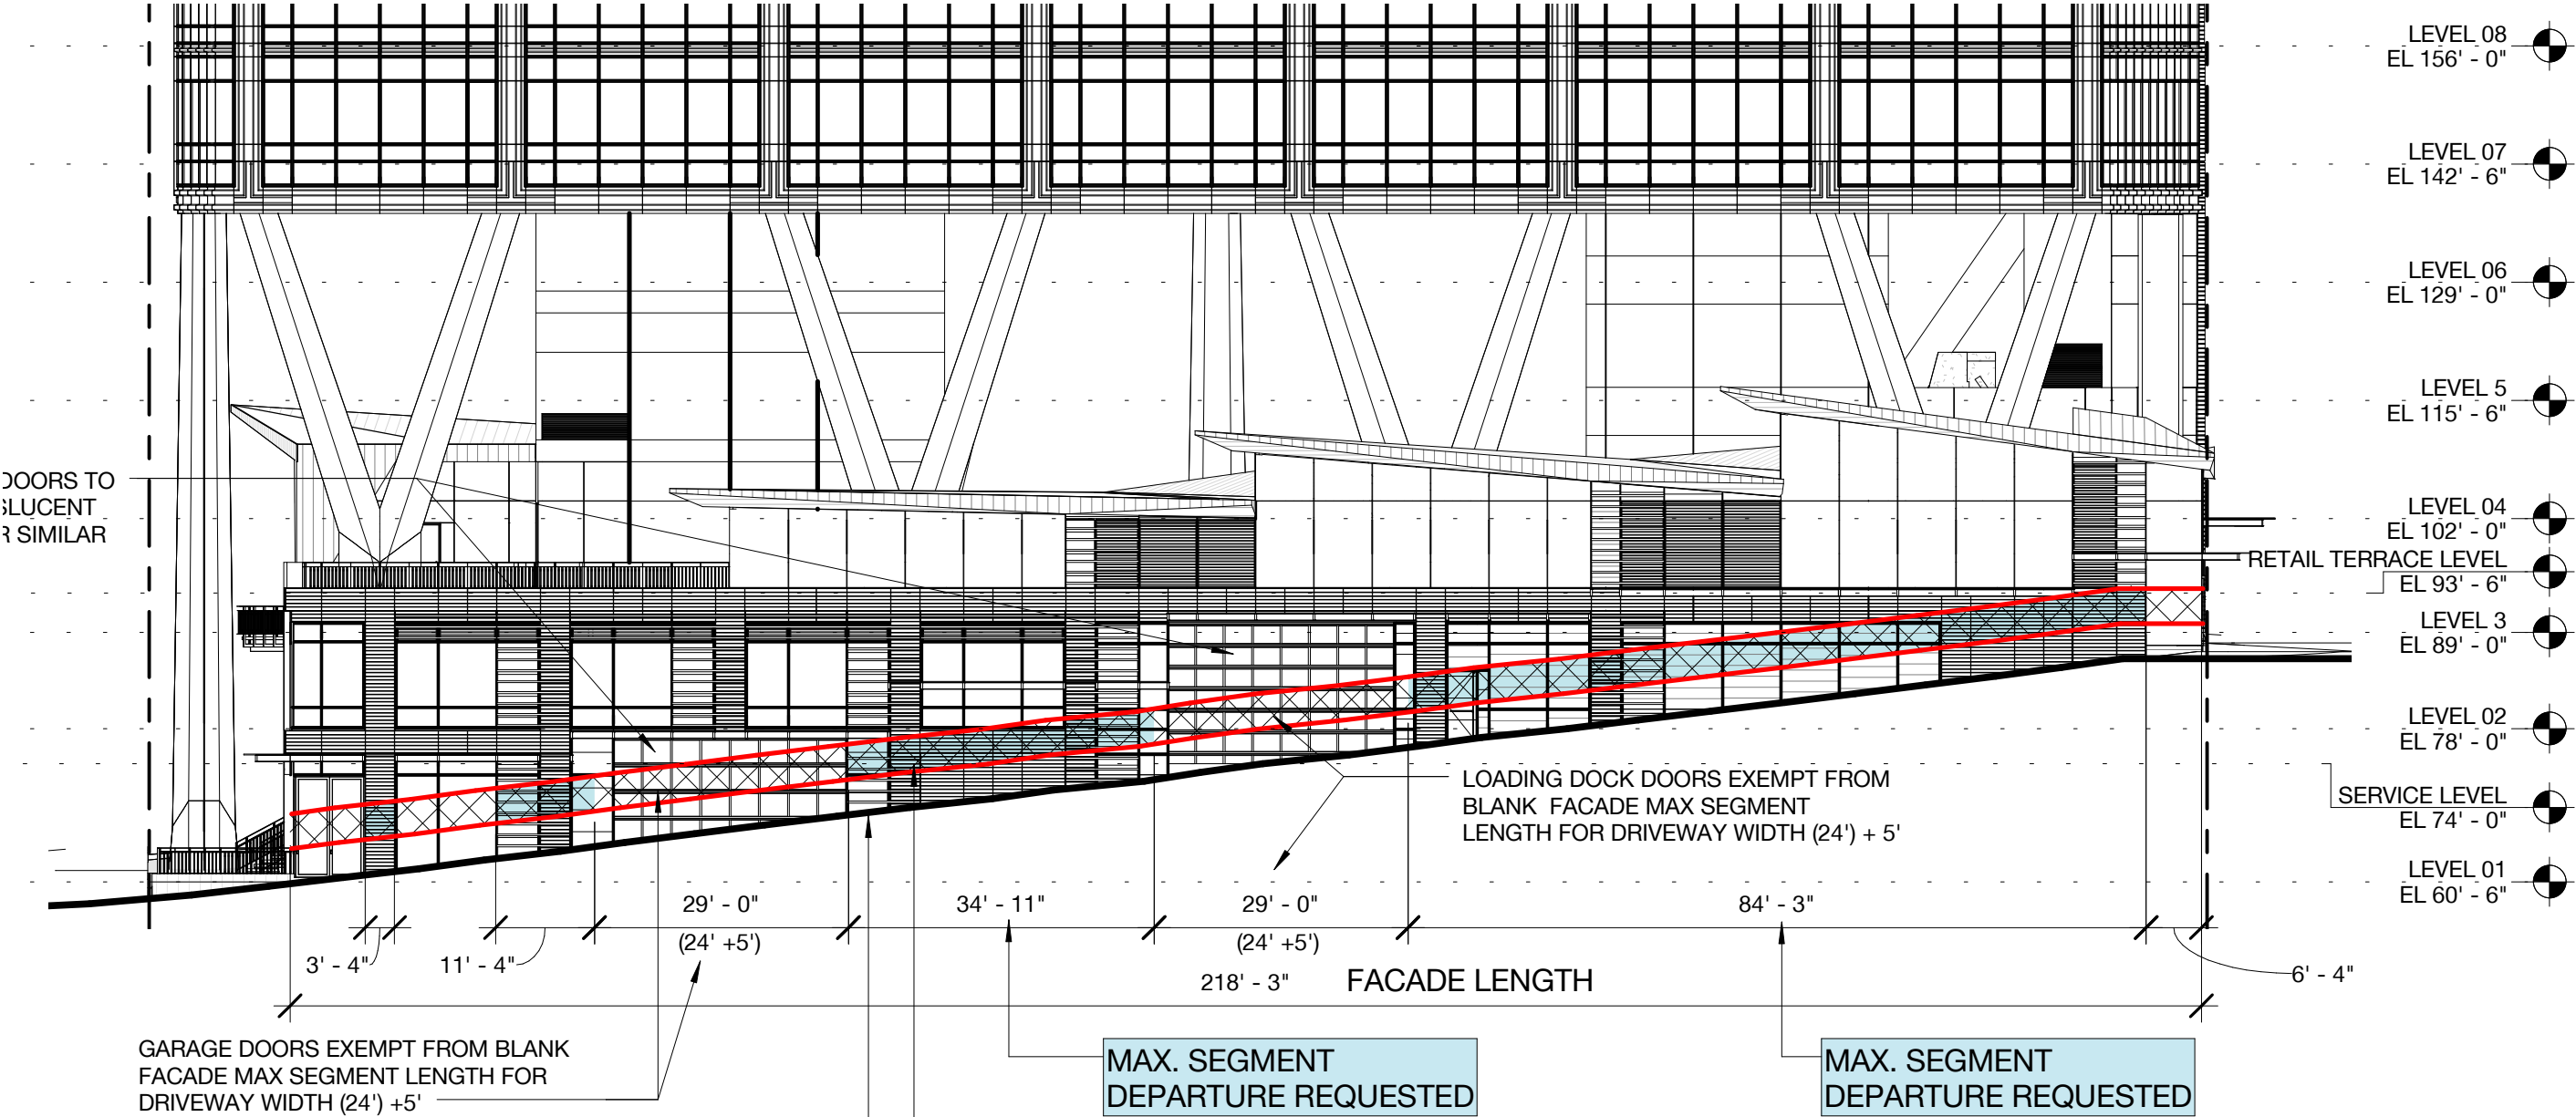 LEVEL 08
EL 156' - 0"
LEVEL 07
EL 142' - 6"
LEVEL 06
EL 129' - 0"
LEVEL 5
EL 115' - 6"
DOORS TO
SLUCENT
R SIMILAR
LEVEL 04
EL 102' - 0"
RETAIL TERRACE LEVEL
EL 93' - 6"
LEVEL 3
EL 89' - 0"
LEVEL 02
EL 78' - 0"
LOADING DOCK DOORS EXEMPT FROM
BLANK FACADE MAX SEGMENT
LENGTH FOR DRIVEWAY WIDTH (24') + 5'
SERVICE LEVEL
EL 74' - 0"
LEVEL 01
EL 60' - 6"
29' - 0"
(24' +5')
34' - 11"
29' - 0"
(24' +5')
84' - 3"
3' - 4"
11' - 4"
6' - 4"
218' - 3" FACADE LENGTH
GARAGE DOORS EXEMPT FROM BLANK
FACADE MAX SEGMENT LENGTH FOR
DRIVEWAY WIDTH (24') +5'
MAX. SEGMENT
DEPARTURE REQUESTED
MAX. SEGMENT
DEPARTURE REQUESTED